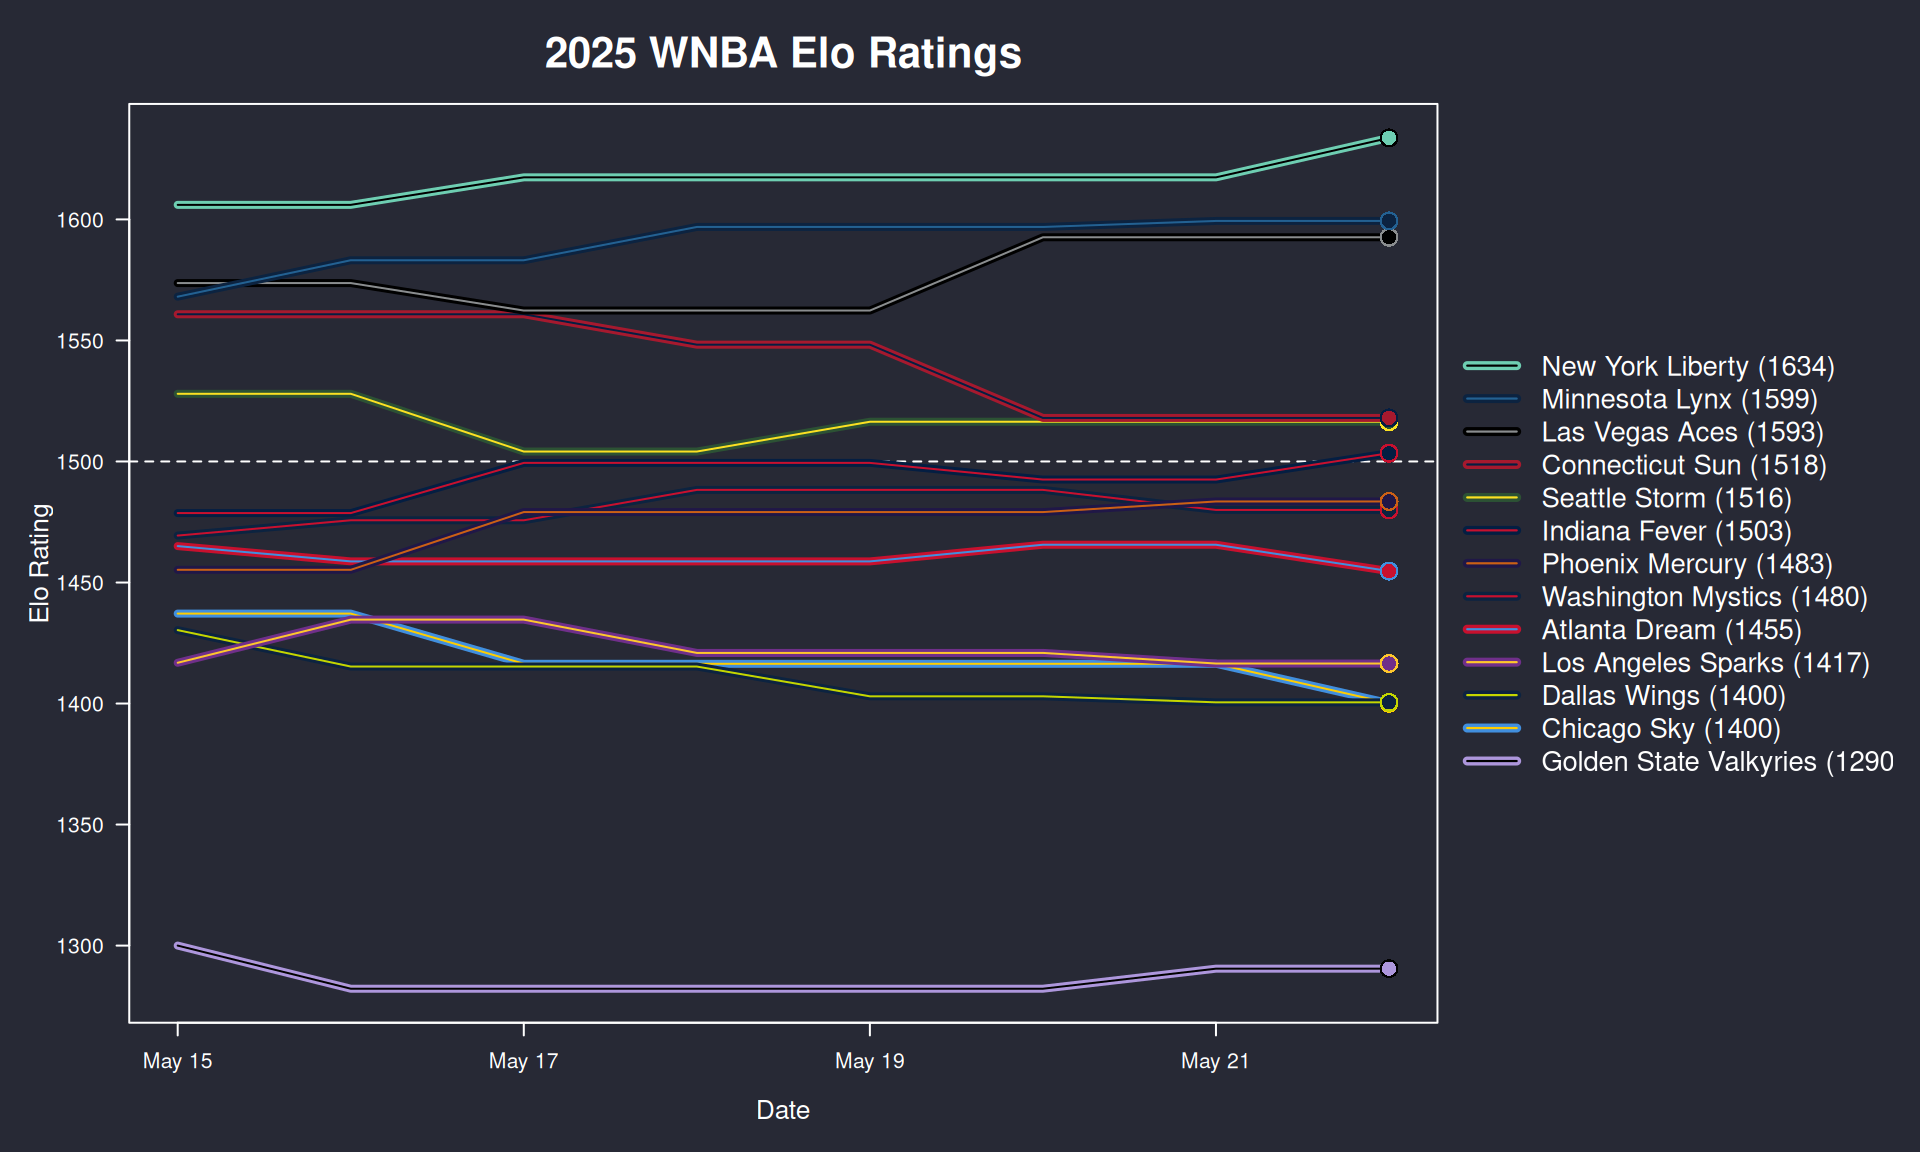 2025 WNBA Elo Ratings
Elo Rating
1600
1550
1500
1450
1400
1350
1300
May 15
May 17
May 19
May 21
Date
New York Liberty (1634)
Minnesota Lynx (1599)
Las Vegas Aces (1593)
Connecticut Sun (1518)
Seattle Storm (1516)
Indiana Fever (1503)
Phoenix Mercury (1483)
Washington Mystics (1480)
Atlanta Dream (1455)
Los Angeles Sparks (1417)
Dallas Wings (1400)
Chicago Sky (1400)
Golden State Valkyries (1290